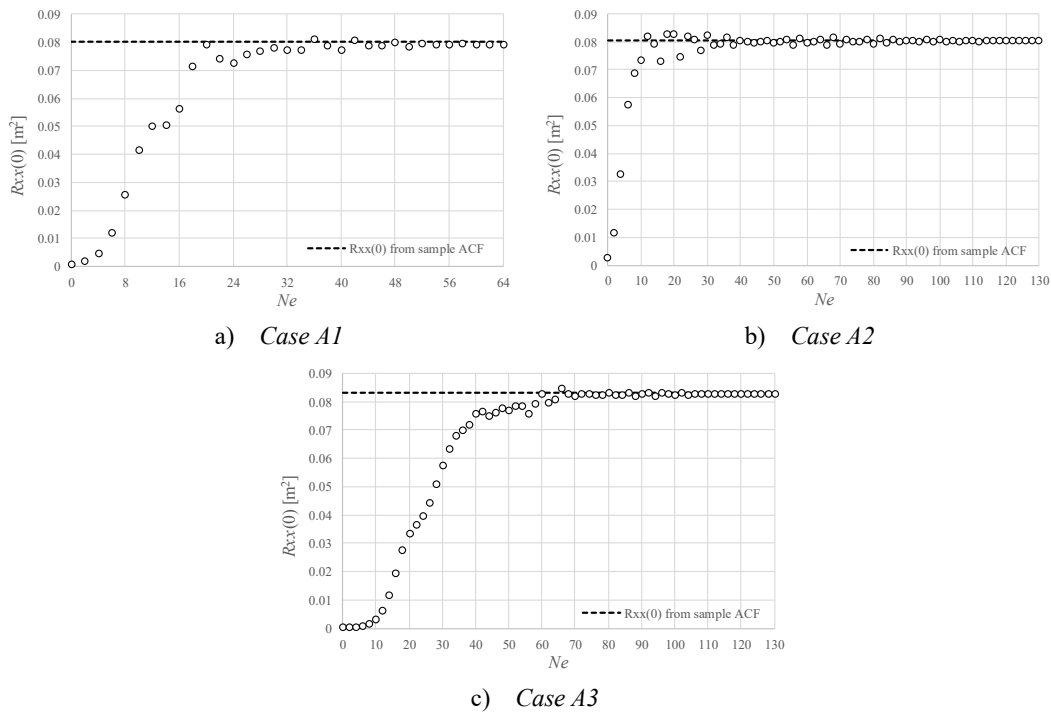 0.09
0.08
0.07
0.06
0.05
0.04
0.03
0.02
0.01
0
Rxx(0) [m²]
Rxx(0) from sample ACF
0 8 16 24 32 40 48 56 64
Ne
a) Case A1
0.09
0.08
0.07
0.06
0.05
0.04
0.03
0.02
0.01
0
Rxx(0) [m²]
Rxx(0) from sample ACF
0 10 20 30 40 50 60 70 80 90 100 110 120 130
Ne
b) Case A2
0.09
0.08
0.07
0.06
0.05
0.04
0.03
0.02
0.01
0
Rxx(0) [m²]
Rxx(0) from sample ACF
0 10 20 30 40 50 60 70 80 90 100 110 120 130
Ne
c) Case A3